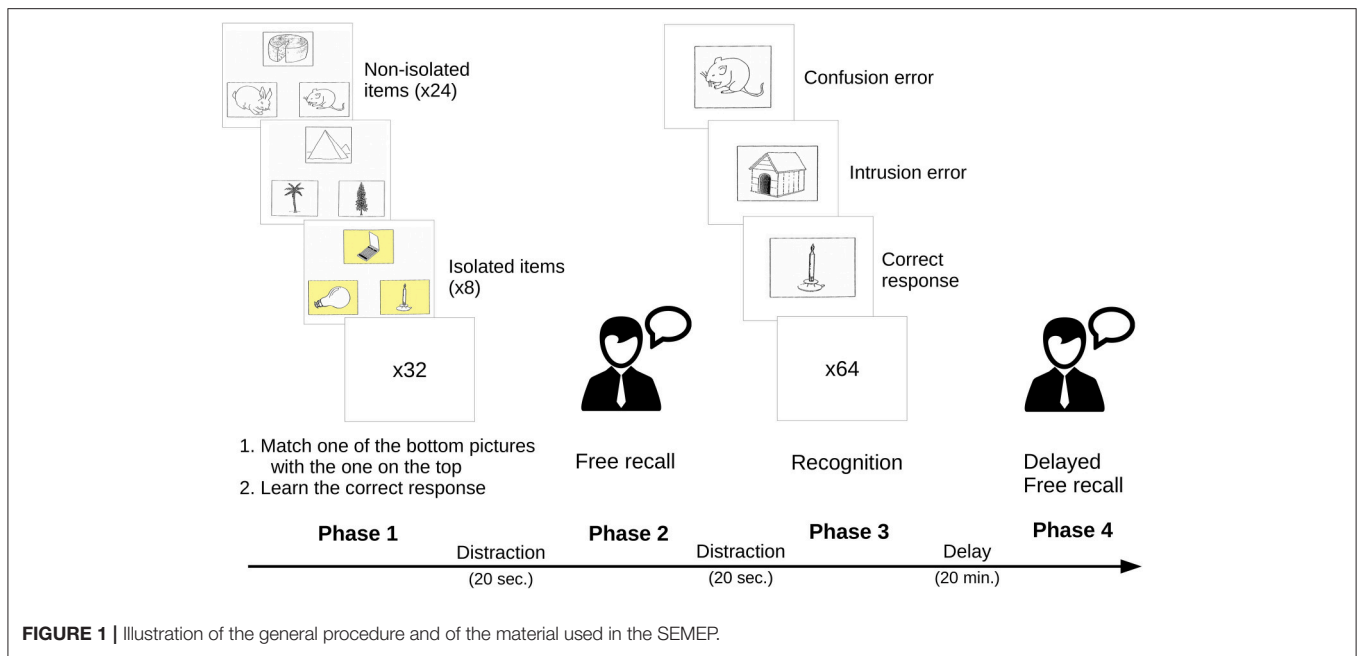 Non-isolated
items (x24)
Isolated items
(x8)
x32
1. Match one of the bottom pictures
with the one on the top
2. Learn the correct response
Free recall
Confusion error
Intrusion error
Correct
response
x64
Recognition
Delayed
Free recall
Phase 1
Distraction
(20 sec.)
Phase 2
Distraction
(20 sec.)
Phase 3
Delay
(20 min.)
Phase 4
FIGURE 1 | Illustration of the general procedure and of the material used in the SEMEP.